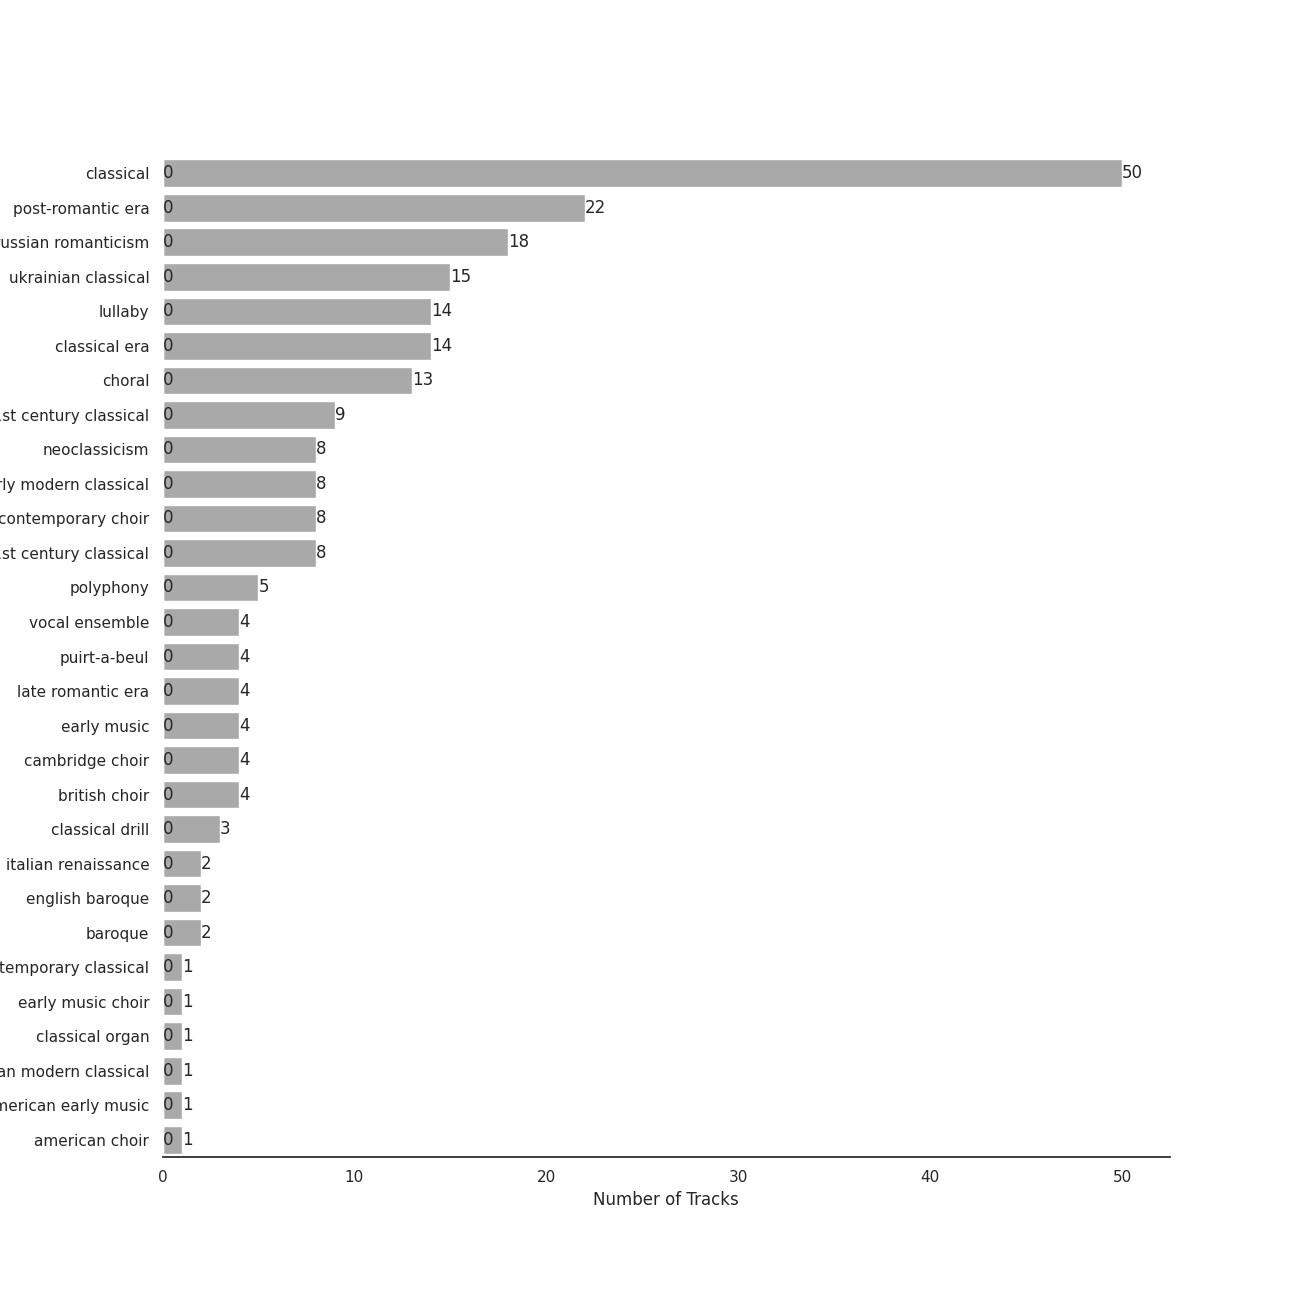 classical 0 50
post-romantic era 0 22
ussian romanticism 0 18
ukrainian classical 0 15
lullaby 0 14
classical era 0 14
choral 0 13
st century classical 0 9
neoclassicism 0 8
rly modern classical 0 8
contemporary choir 0 8
st century classical 0 8
polyphony 0 5
vocal ensemble 0 4
puirt-a-beul 0 4
late romantic era 0 4
early music 0 4
cambridge choir 0 4
british choir 0 4
classical drill 0 3
italian renaissance 0 2
english baroque 0 2
baroque 0 2
temporary classical 0 1
early music choir 0 1
classical organ 0 1
an modern classical 0 1
merican early music 0 1
american choir 0 1
0 10 20 30 40 50
Number of Tracks